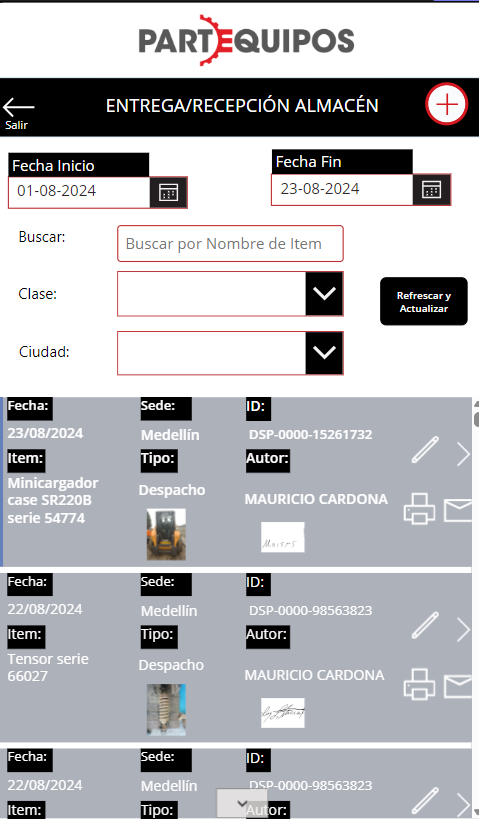 PARTEQUIPOS
ENTREGA/RECEPCIÓN ALMACÉN
Salir
Fecha Inicio
Fecha Fin
01-08-2024
23-08-2024
Buscar:
Buscar por Nombre de Item
Clase:
Refrescar y
Actualizar
Ciudad:
Fecha:
Sede:
ID:
23/08/2024
Medellín
DSP-0000-15261732
Item:
Tipo:
Autor:
Minicargador
case SR220B
serie 54774
Despacho
MAURICIO CARDONA
Fecha:
Sede:
ID:
22/08/2024
Medellín
DSP-0000-98563823
Item:
Tipo:
Autor:
Tensor serie
66027
Despacho
MAURICIO CARDONA
Fecha:
Sede:
ID:
22/08/2024
Medellín
DSP-0000-98563823
Item:
Tipo:
Autor: